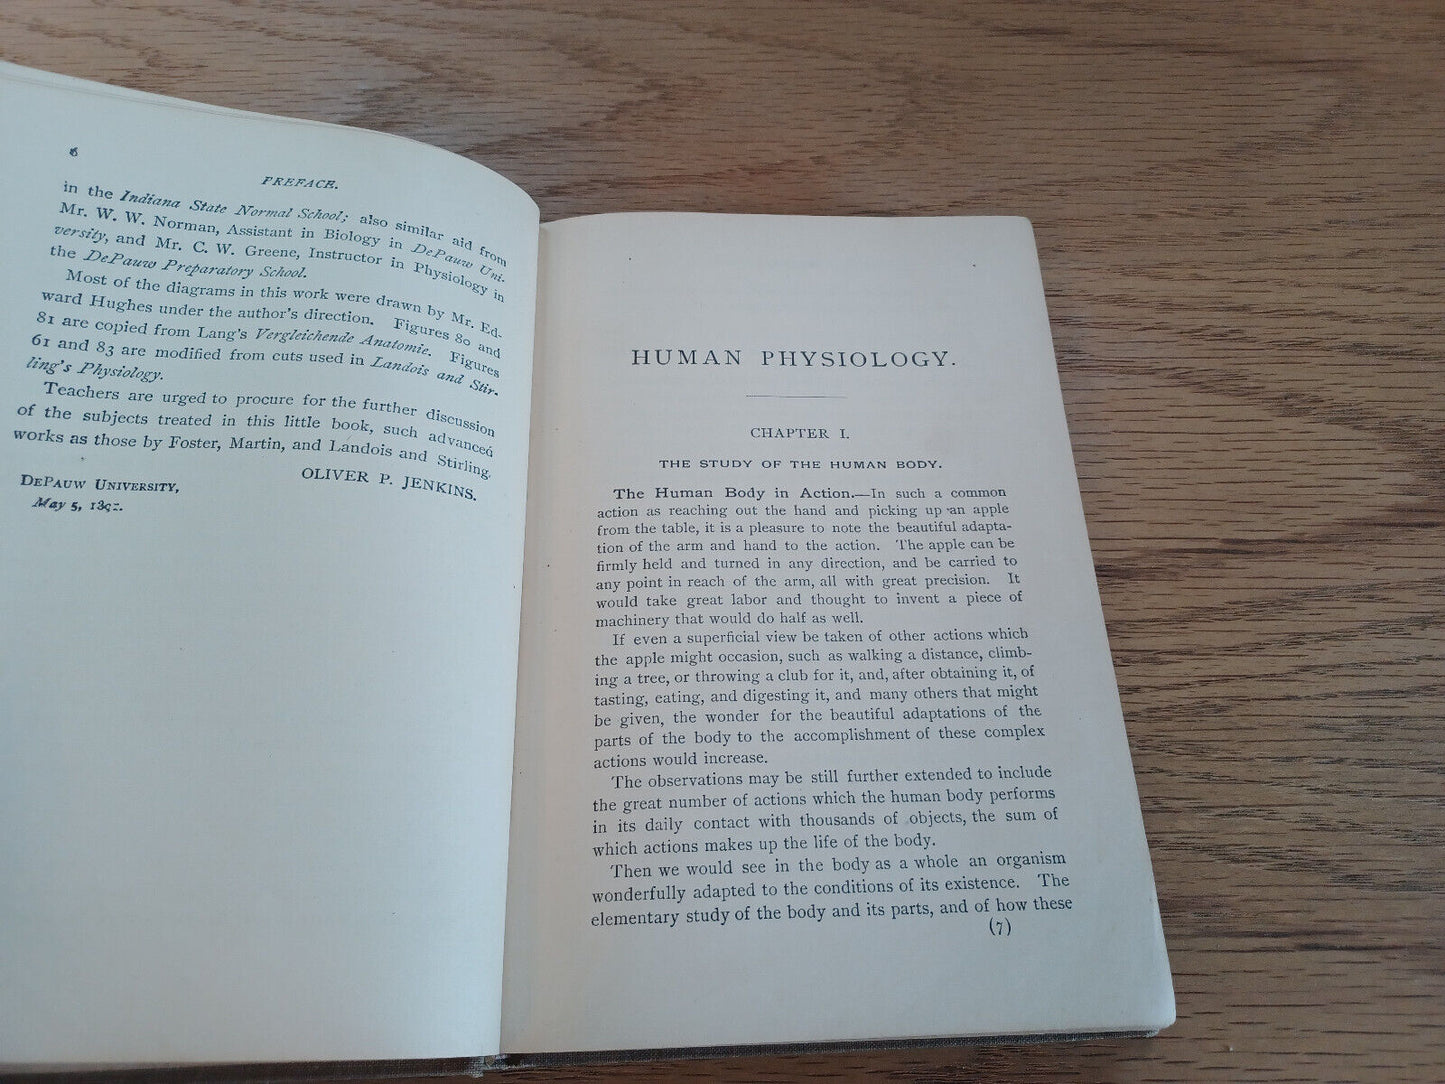 6
PREFACE.
in the Indiana State Normal School; also similar aid from
Mr. W. W. Norman, Assistant in Biology in DePauw Uni-
versity, and Mr. C. W. Greene, Instructor in Physiology in
the DePauw Preparatory School.
Most of the diagrams in this work were drawn by Mr. Ed-
ward Hughes under the author's direction. Figures 80 and
81 are copied from Lang's Vergleichende Anatomie. Figures
61 and 83 are modified from cuts used in Landois and Stir-
ling's Physiology.
Teachers are urged to procure for the further discussion
of the subjects treated in this little book, such advanced
works as those by Foster, Martin, and Landois and Stirling.
OLIVER P. JENKINS.
DEPAUW UNIVERSITY,
May 5,
HUMAN PHYSIOLOGY.
CHAPTER I.
THE STUDY OF THE HUMAN BODY.
The Human Body in Action.—In such a common
action as reaching out the hand and picking up an apple
from the table, it is a pleasure to note the beautiful adapta-
tion of the arm and hand to the action. The apple can be
firmly held and turned in any direction, and be carried to
any point in reach of the arm, all with great precision. It
would take great labor and thought to invent a piece of
machinery that would do half as well.
If even a superficial view be taken of other actions which
the apple might occasion, such as walking a distance, climb-
ing a tree, or throwing a club for it, and, after obtaining it, of
tasting, eating, and digesting it, and many others that might
be given, the wonder for the beautiful adaptations of the
parts of the body to the accomplishment of these complex
actions would increase.
The observations may be still further extended to include
the great number of actions which the human body performs
in its daily contact with thousands of objects, the sum of
which actions makes up the life of the body.
Then we would see in the body as a whole an organism
wonderfully adapted to the conditions of its existence. The
elementary study of the body and its parts, and of how these
(7)